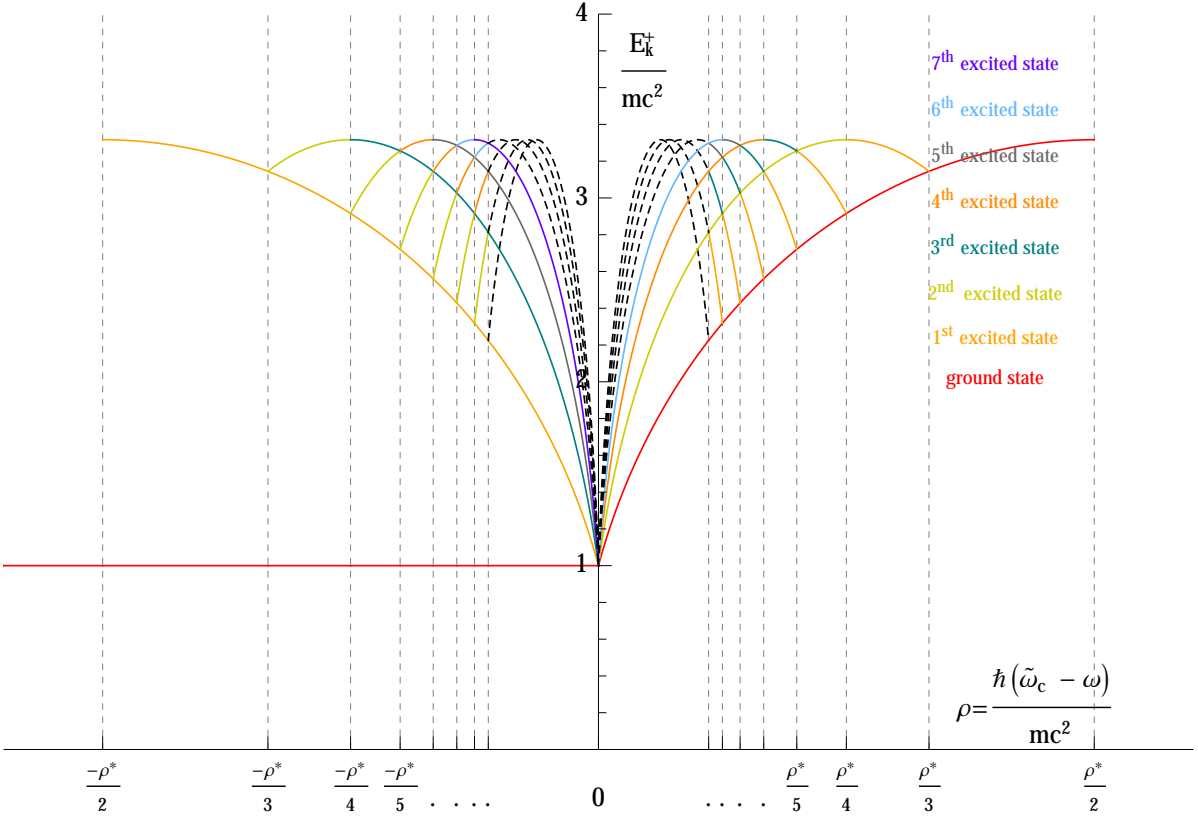 4
E_k^+ / mc^2
7th excited state
6th excited state
5th excited state
3
4th excited state
3rd excited state
2nd excited state
1st excited state
2
ground state
1
ρ= ħ(ω̃_c − ω) / mc^2
−ρ*/2 −ρ*/3 −ρ*/4 −ρ*/5 . . . . 0 . . . . ρ*/5 ρ*/4 ρ*/3 ρ*/2